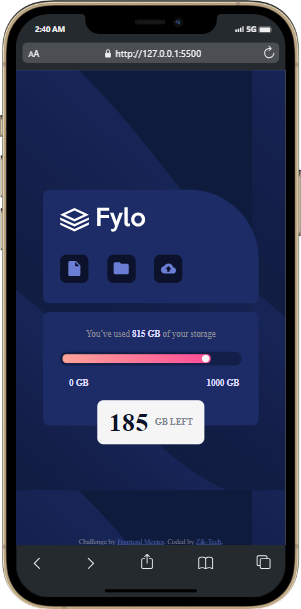 2:40 AM
5G
AA
http://127.0.0.1:5500
Fylo
You've used 815 GB of your storage
0 GB
1000 GB
185 GB LEFT
Challenge by Frontend Mentor. Coded by Z&-Tech.